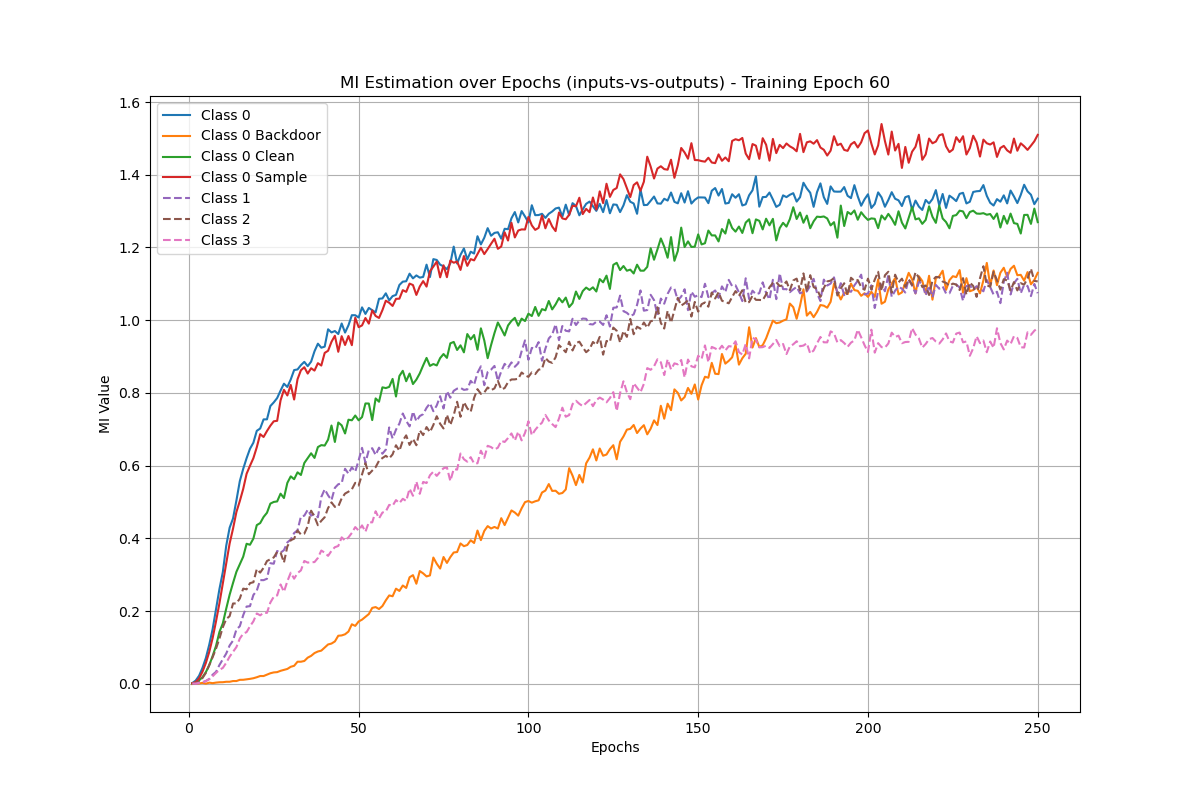 MI Estimation over Epochs (inputs-vs-outputs) - Training Epoch 60
Class 0
Class 0 Backdoor
Class 0 Clean
Class 0 Sample
Class 1
Class 2
Class 3
1.6
1.4
1.2
1.0
0.8
0.6
0.4
0.2
0.0
MI Value
0 50 100 150 200 250
Epochs